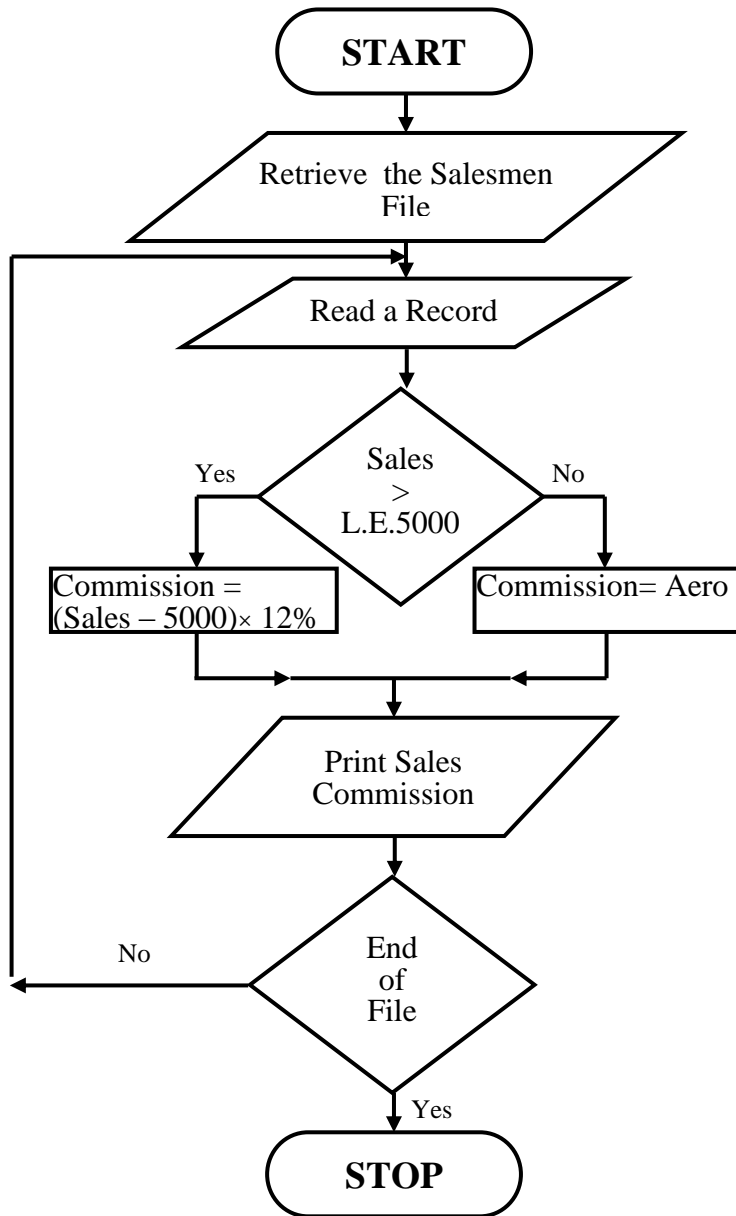 START
Retrieve the Salesmen
File
Read a Record
Sales
>
L.E.5000
Yes
No
Commission =
(Sales – 5000)× 12%
Commission= Aero
Print Sales
Commission
End
of
File
No
Yes
STOP